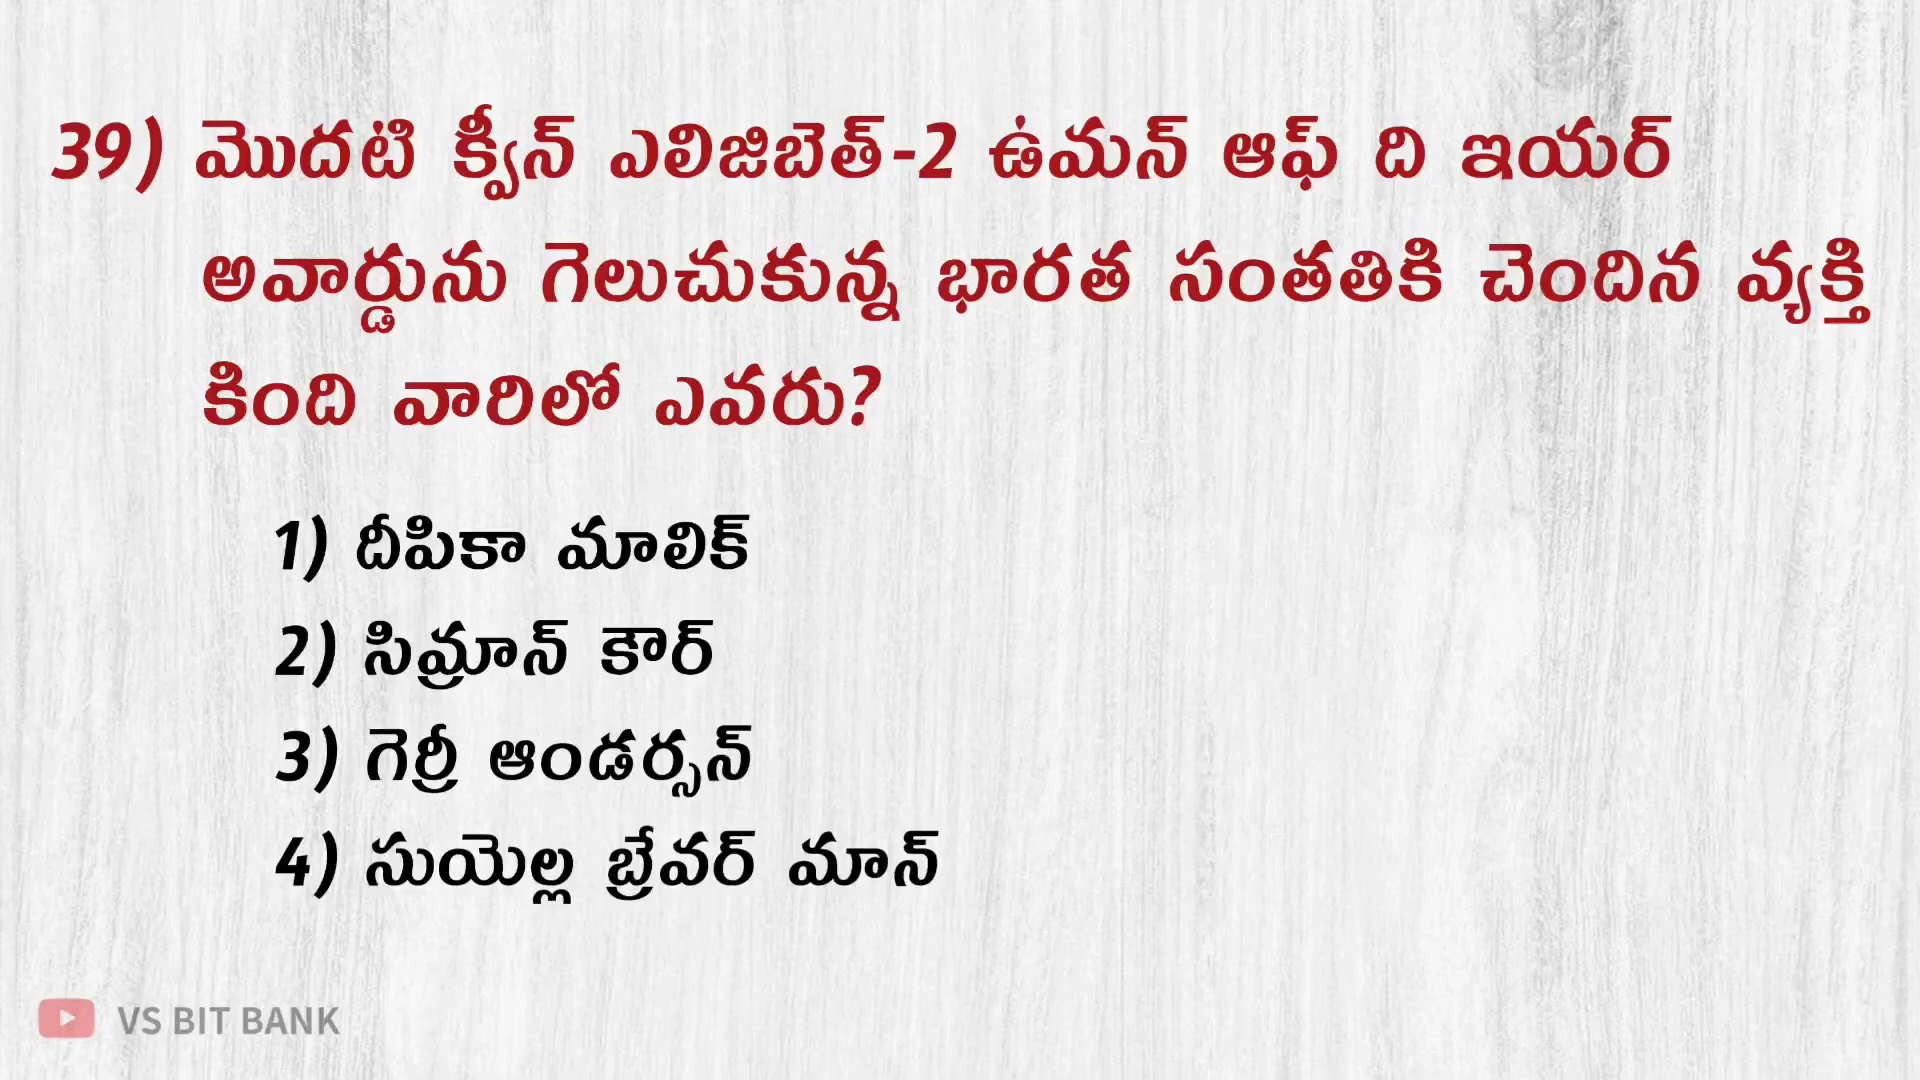 39) మొదటి క్వీన్ ఎలిజిబెత్-2 ఉమన్ ఆఫ్ ది ఇయర్
అవార్డును గెలుచుకున్న భారత సంతతికి చెందిన వ్యక్తి
కింది వారిలో ఎవరు?
1) దీపికా మాలిక్
2) సిమ్రాన్ కౌర్
3) గెర్రీ ఆండర్సన్
4) సుయెల్ల బ్రేవర్ మాన్
VS BIT BANK